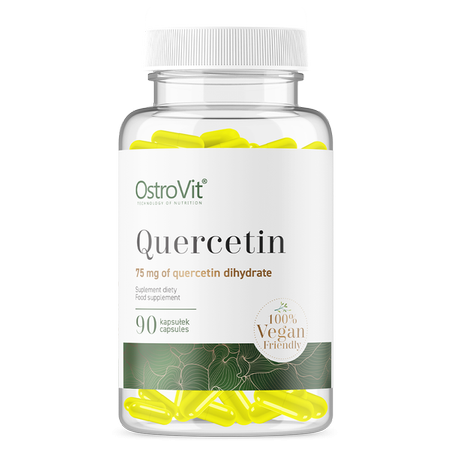 OstroVit®
TECHNOLOGY OF NUTRITION
Quercetin
75 mg of quercetin dihydrate
Suplement diety
Food supplement
90 kapsułek
capsules
100%
Vegan
Friendly